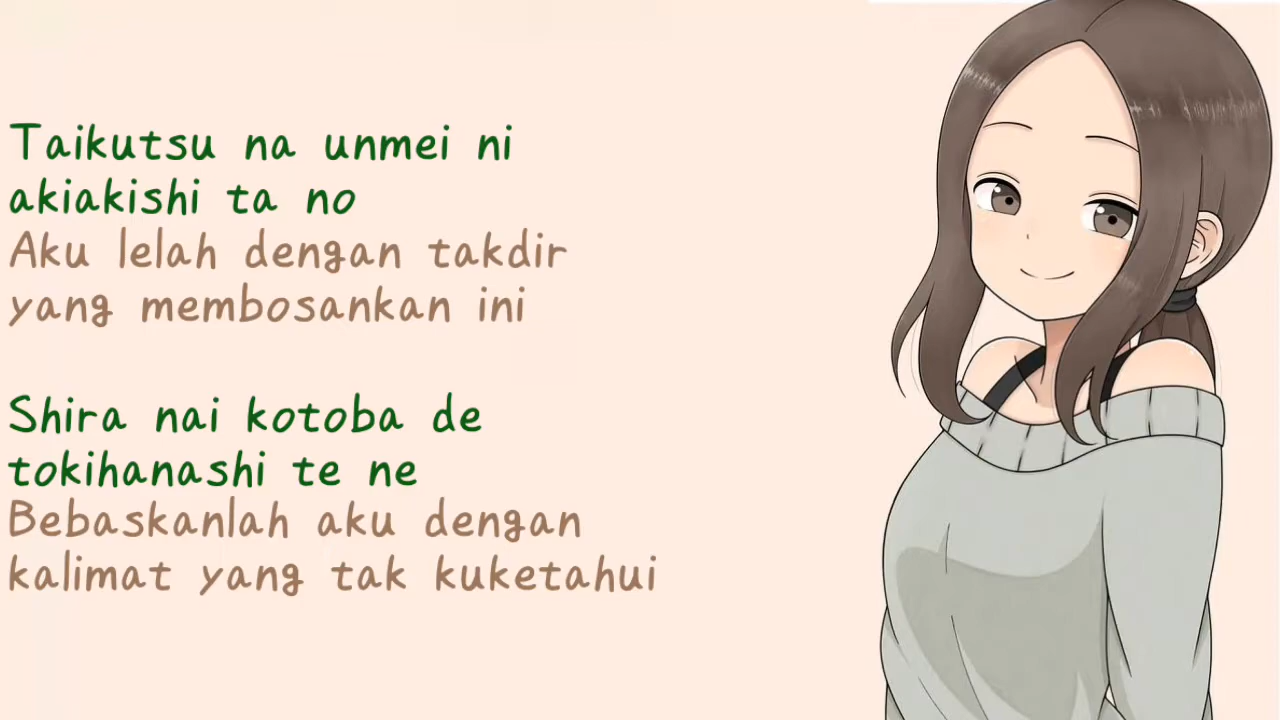 Taikutsu na unmei ni
akiakishi ta no
Aku lelah dengan takdir
yang membosankan ini
Shira nai kotoba de
tokihanashi te ne
Bebaskanlah aku dengan
kalimat yang tak kuketahui